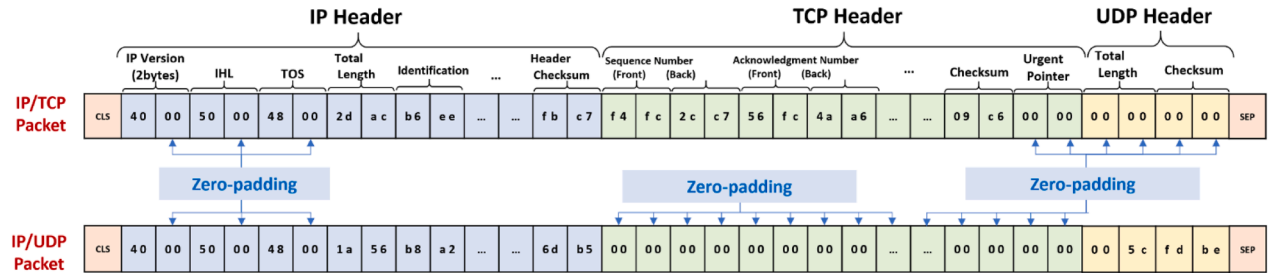 IP Header TCP Header UDP Header
IP Version (2bytes) IHL TOS Total Length Identification ... Header Checksum Sequence Number (Front) (Back) Acknowledgment Number (Front) (Back) ... Checksum Urgent Pointer Total Length Checksum
IP/TCP Packet CLS 40 00 50 00 48 00 2d ac b6 ee ... ... fb c7 f4 fc 2c c7 56 fc 4a a6 ... ... 09 c6 00 00 00 00 00 00 SEP
Zero-padding Zero-padding Zero-padding
IP/UDP Packet CLS 40 00 50 00 48 00 1a 56 b8 a2 ... ... 6d b5 00 00 00 00 00 00 00 00 ... ... 00 00 00 00 00 5c fd be SEP